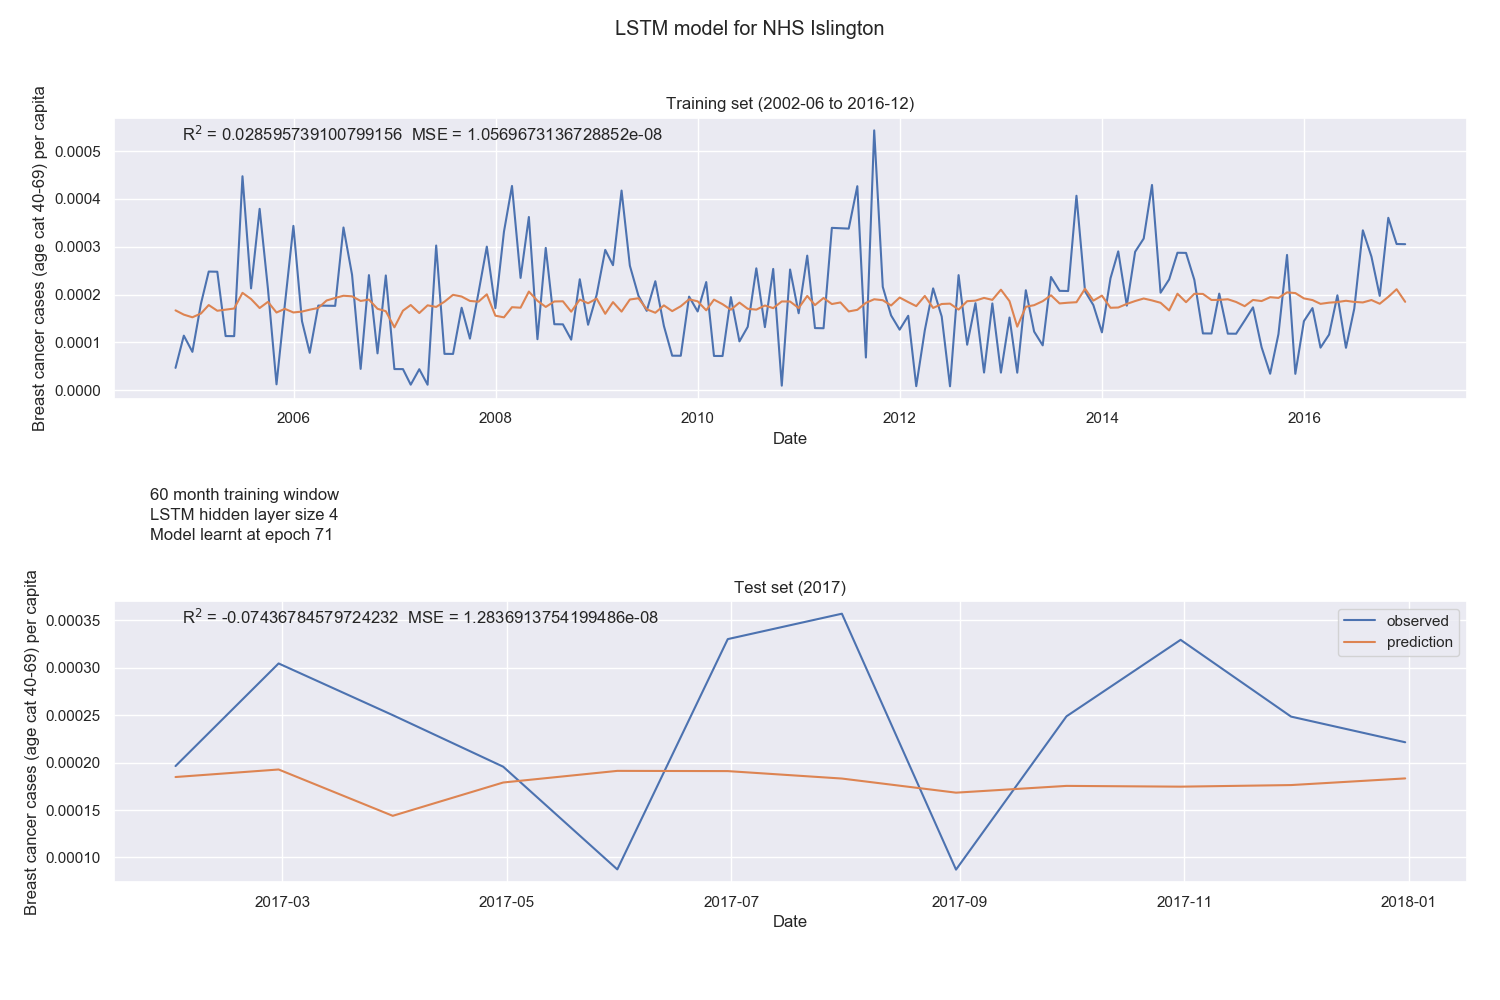 LSTM model for NHS Islington
Training set (2002-06 to 2016-12)
R² = 0.028595739100799156 MSE = 1.0569673136728852e-08
Breast cancer cases (age cat 40-69) per capita
0.0005
0.0004
0.0003
0.0002
0.0001
0.0000
2006 2008 2010 2012 2014 2016
Date
60 month training window
LSTM hidden layer size 4
Model learnt at epoch 71
Test set (2017)
R² = -0.07436784579724232 MSE = 1.2836913754199486e-08
observed
prediction
Breast cancer cases (age cat 40-69) per capita
0.00035
0.00030
0.00025
0.00020
0.00015
0.00010
2017-03 2017-05 2017-07 2017-09 2017-11 2018-01
Date